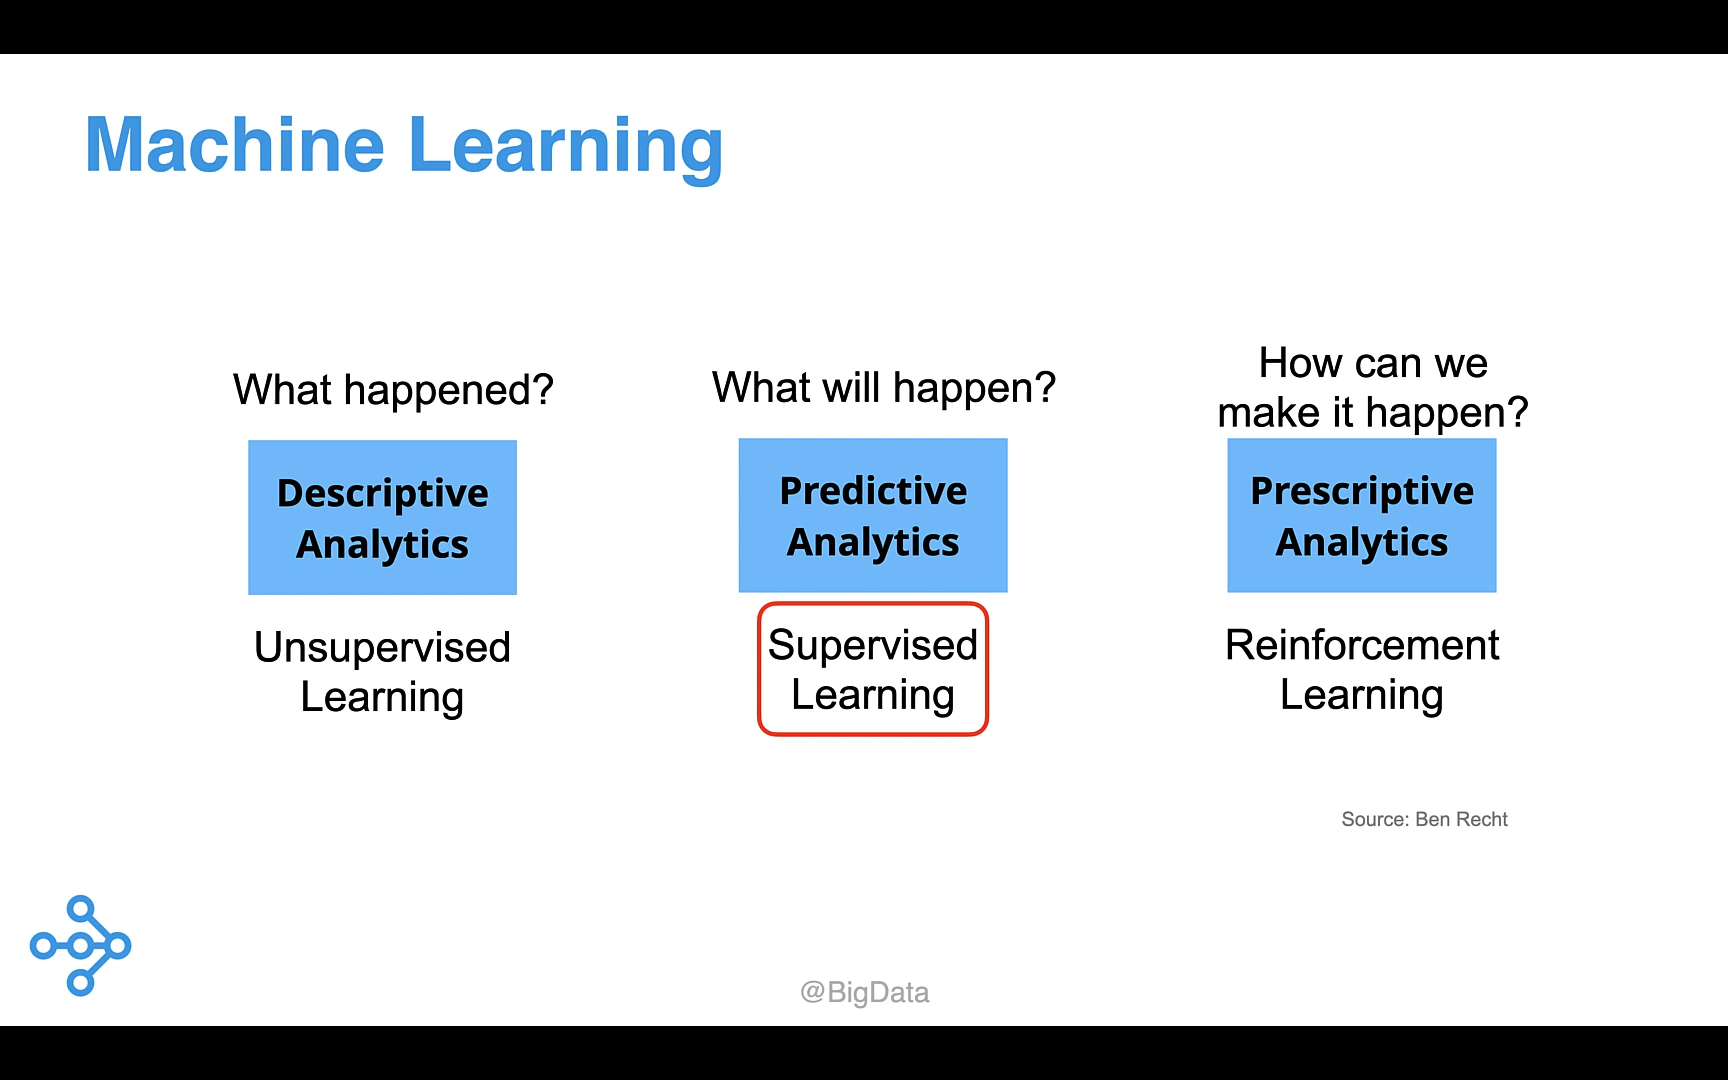 Machine Learning
What happened?
Descriptive
Analytics
Unsupervised
Learning
What will happen?
Predictive
Analytics
Supervised
Learning
How can we
make it happen?
Prescriptive
Analytics
Reinforcement
Learning
Source: Ben Recht
@BigData